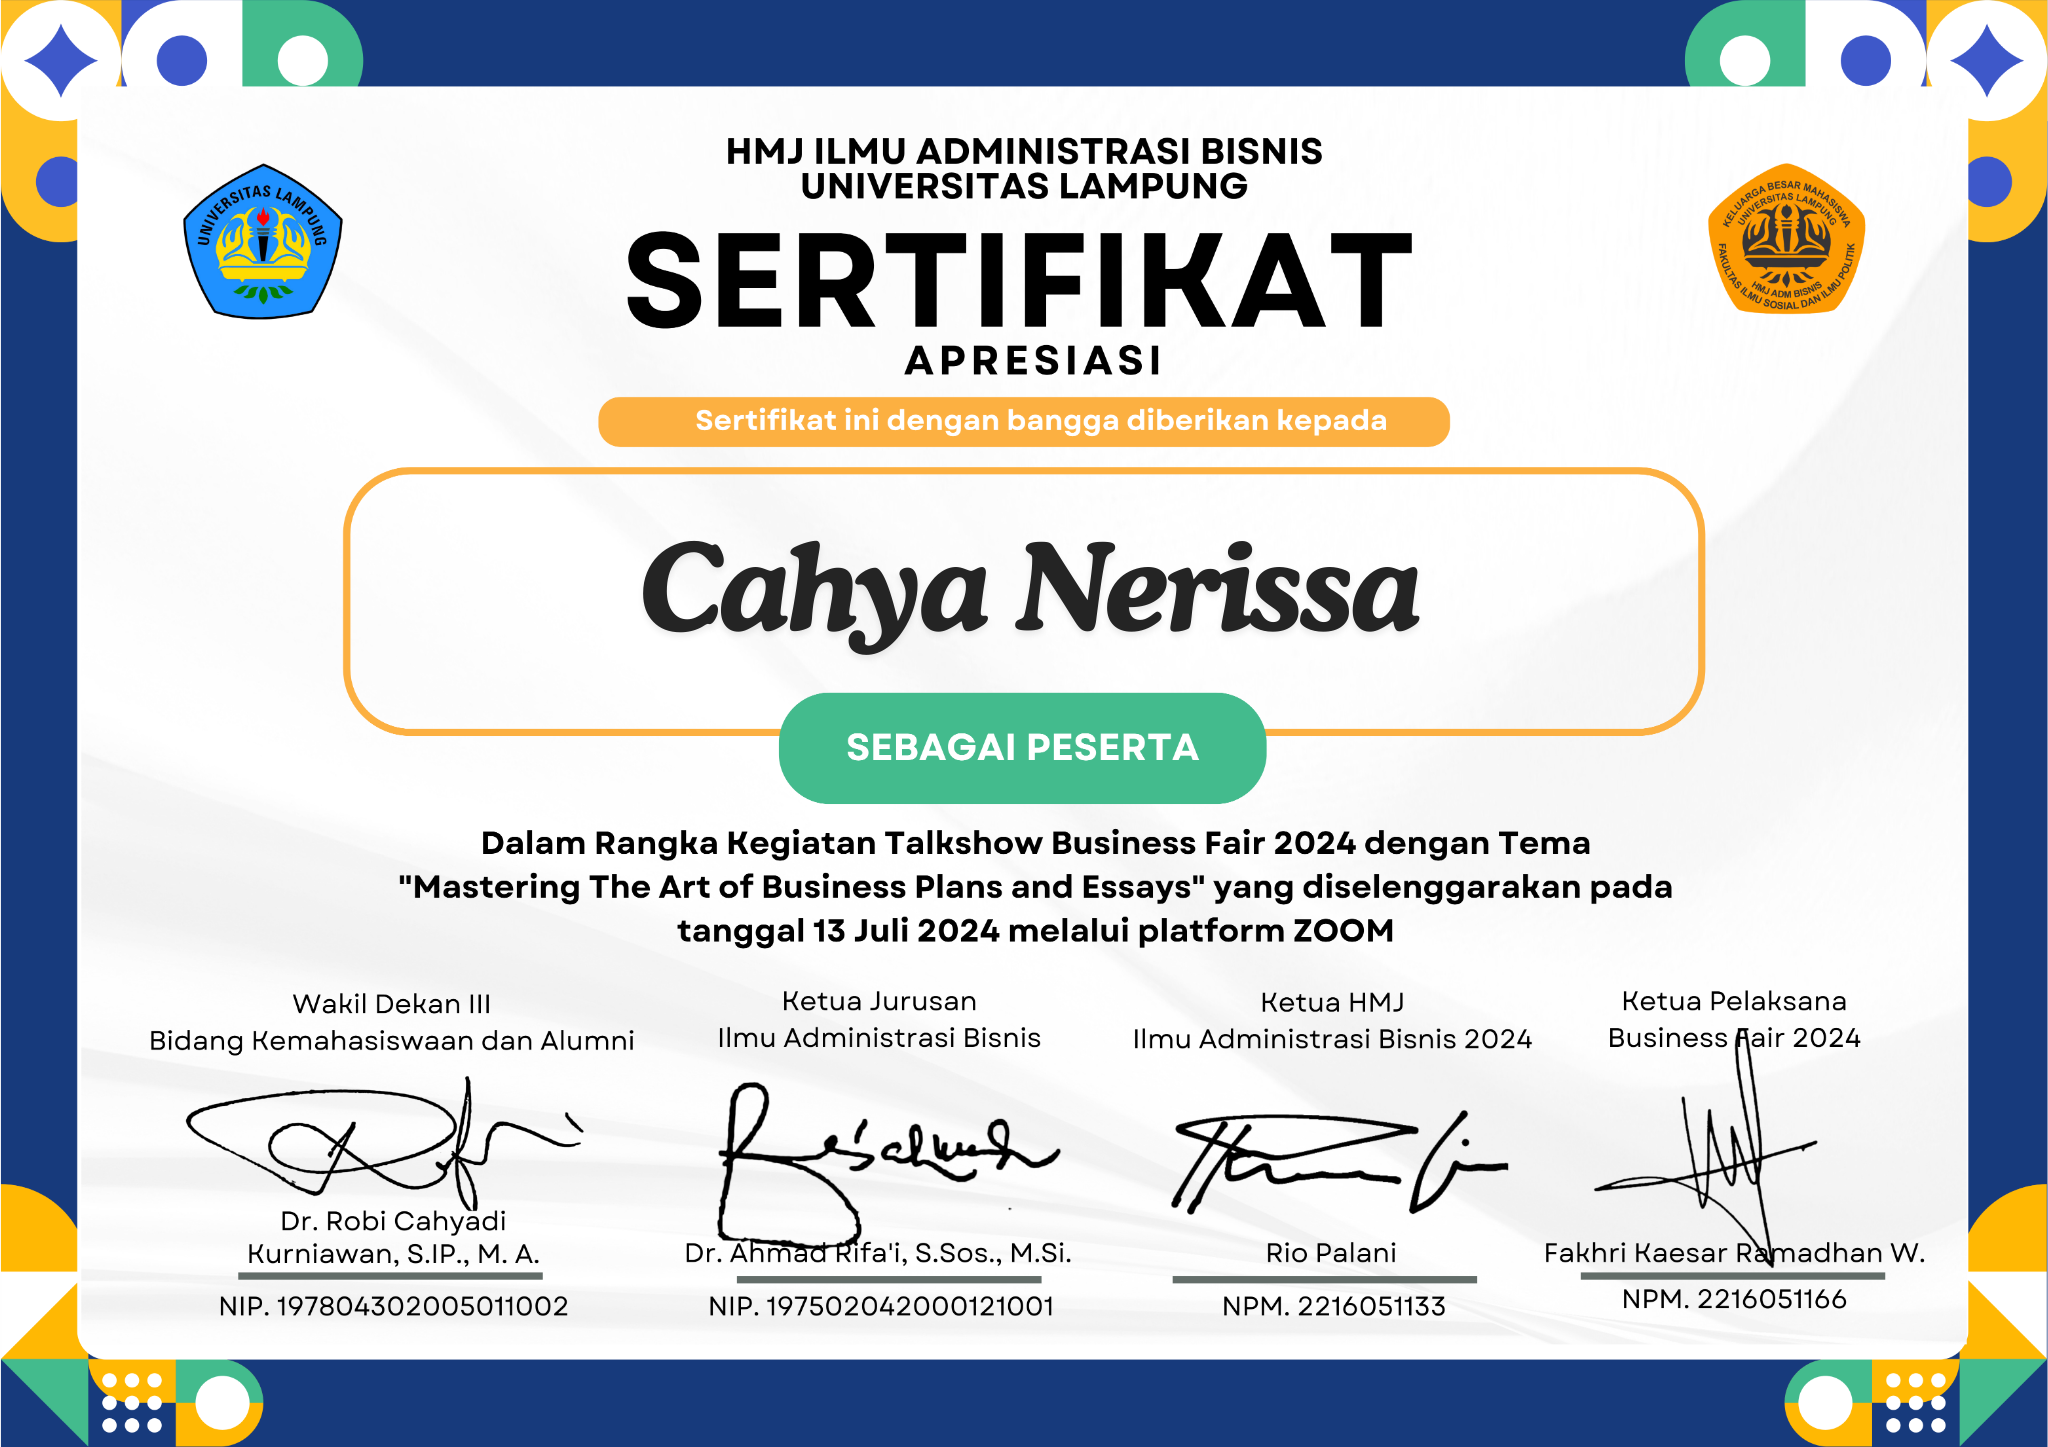 HMJ ILMU ADMINISTRASI BISNIS
UNIVERSITAS LAMPUNG
UNIVERSITAS LAMPUNG
KELUARGA BESAR MAHASISWA
UNIVERSITAS LAMPUNG
HMJ ADM BISNIS
FAKULTAS ILMU SOSIAL DAN ILMU POLITIK
SERTIFIKAT
APRESIASI
Sertifikat ini dengan bangga diberikan kepada
Cahya Nerissa
SEBAGAI PESERTA
Dalam Rangka Kegiatan Talkshow Business Fair 2024 dengan Tema
"Mastering The Art of Business Plans and Essays" yang diselenggarakan pada
tanggal 13 Juli 2024 melalui platform ZOOM
Wakil Dekan III
Bidang Kemahasiswaan dan Alumni
Dr. Robi Cahyadi
Kurniawan, S.IP., M. A.
NIP. 197804302005011002
Ketua Jurusan
Ilmu Administrasi Bisnis
Dr. Ahmad Rifa'i, S.Sos., M.Si.
NIP. 197502042000121001
Ketua HMJ
Ilmu Administrasi Bisnis 2024
Rio Palani
NPM. 2216051133
Ketua Pelaksana
Business Fair 2024
Fakhri Kaesar Ramadhan W.
NPM. 2216051166